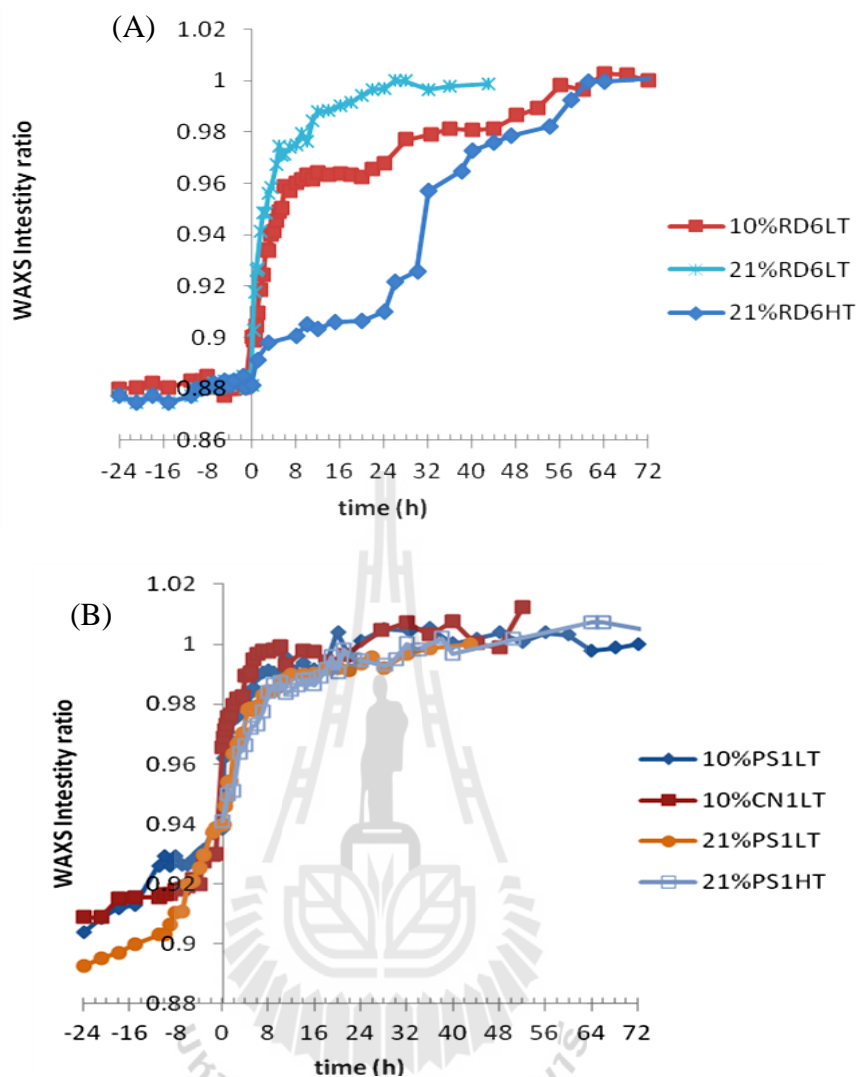 (A)
1.02
1
0.98
0.96
0.94
0.92
0.9
0.88
0.86
WAXS Intestity ratio
-24 -16 -8 0 8 16 24 32 40 48 56 64 72
time (h)
10%RD6LT
21%RD6LT
21%RD6HT
(B)
1.02
1
0.98
0.96
0.94
0.92
0.9
0.88
WAXS Intestity ratio
-24 -16 -8 0 8 16 24 32 40 48 56 64 72
time (h)
10%PS1LT
10%CN1LT
21%PS1LT
21%PS1HT